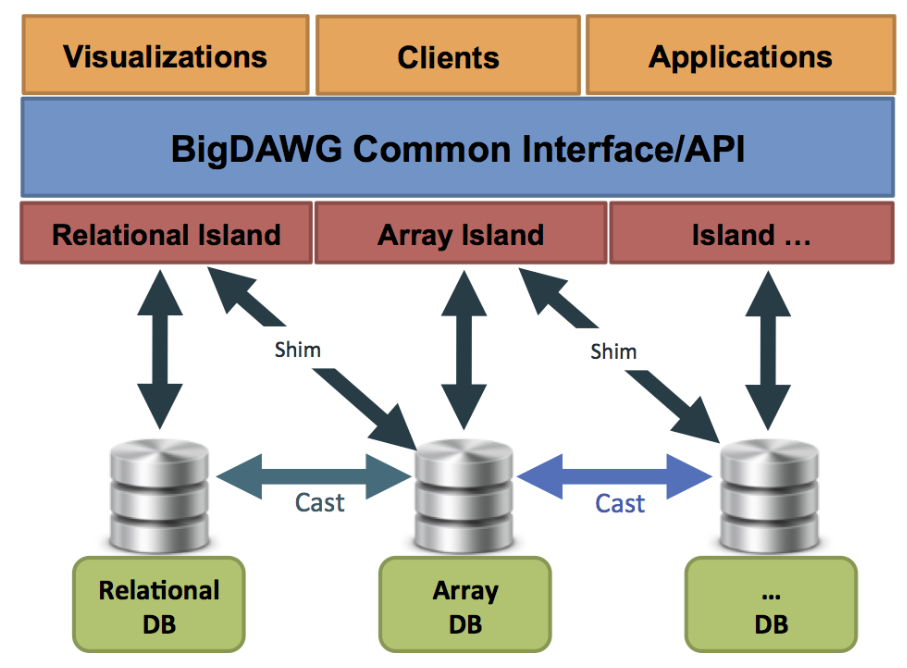 Visualizations
Clients
Applications
BigDAWG Common Interface/API
Relational Island
Array Island
Island …
Shim
Shim
Cast
Cast
Relational
DB
Array
DB
...
DB